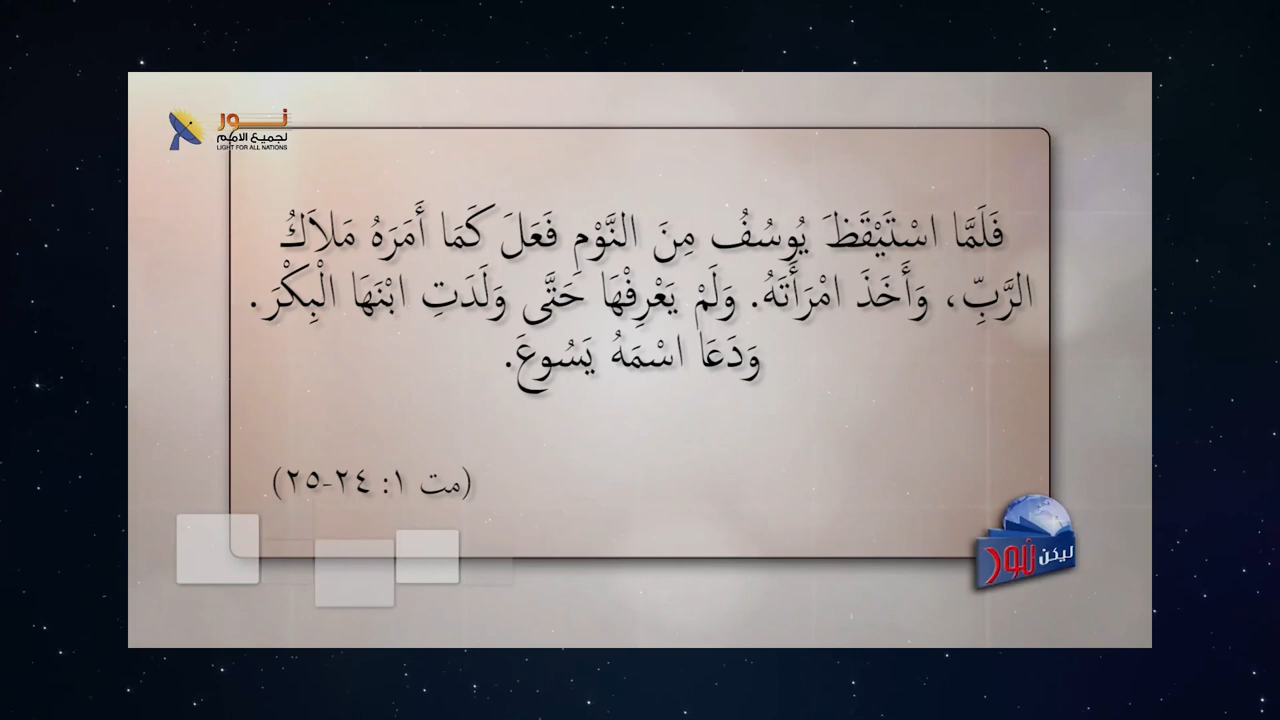 نور
لجميع الامم
LIGHT FOR ALL NATIONS
فَلَمَّا اسْتَيْقَظَ يُوسُفُ مِنَ النَّوْمِ فَعَلَ كَمَا أَمَرَهُ مَلاَكُ
الرَّبِّ، وَأَخَذَ امْرَأَتَهُ. وَلَمْ يَعْرِفْهَا حَتَّى وَلَدَتِ ابْنَهَا الْبِكْرَ.
وَدَعَا اسْمَهُ يَسُوعَ.
(مت ١: ٢٤-٢٥)
ليكن نور